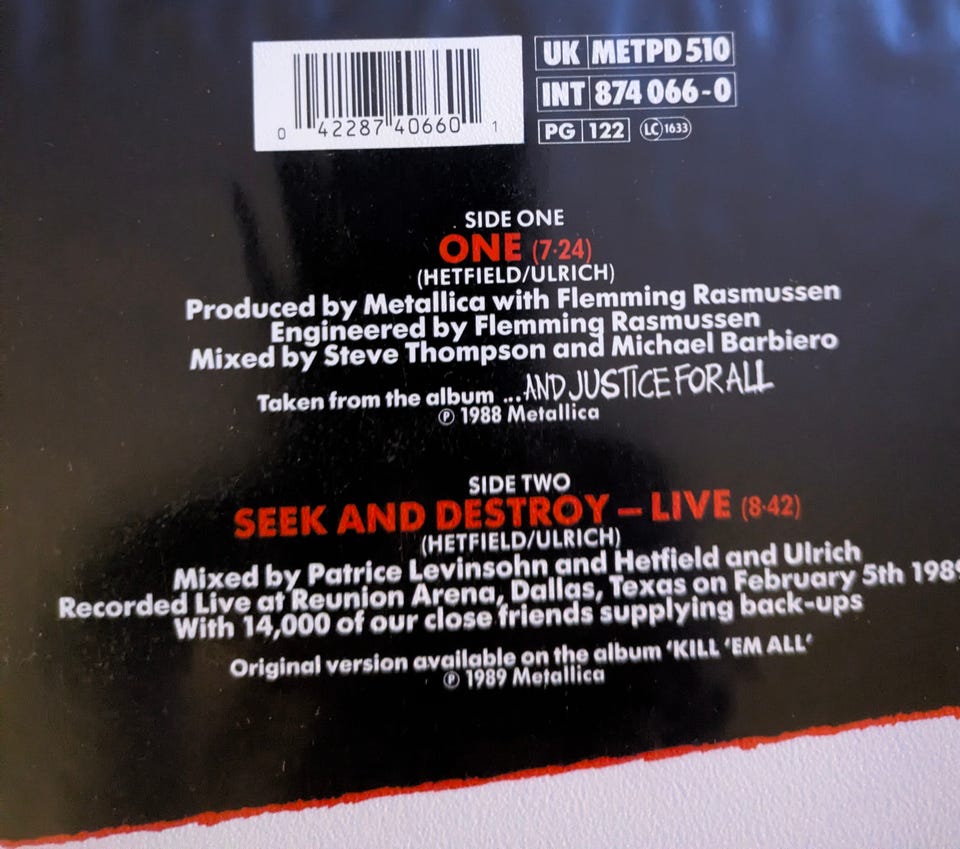 UK METPD 510
INT 874 066-0
PG 122 LC 1633
0 42287 40660 1
SIDE ONE
ONE (7·24)
(HETFIELD/ULRICH)
Produced by Metallica with Flemming Rasmussen
Engineered by Flemming Rasmussen
Mixed by Steve Thompson and Michael Barbiero
Taken from the album ...AND JUSTICE FOR ALL
℗ 1988 Metallica
SIDE TWO
SEEK AND DESTROY – LIVE (8·42)
(HETFIELD/ULRICH)
Mixed by Patrice Levinsohn and Hetfield and Ulrich
Recorded Live at Reunion Arena, Dallas, Texas on February 5th 1989
With 14,000 of our close friends supplying back-ups
Original version available on the album 'KILL 'EM ALL'
℗ 1989 Metallica